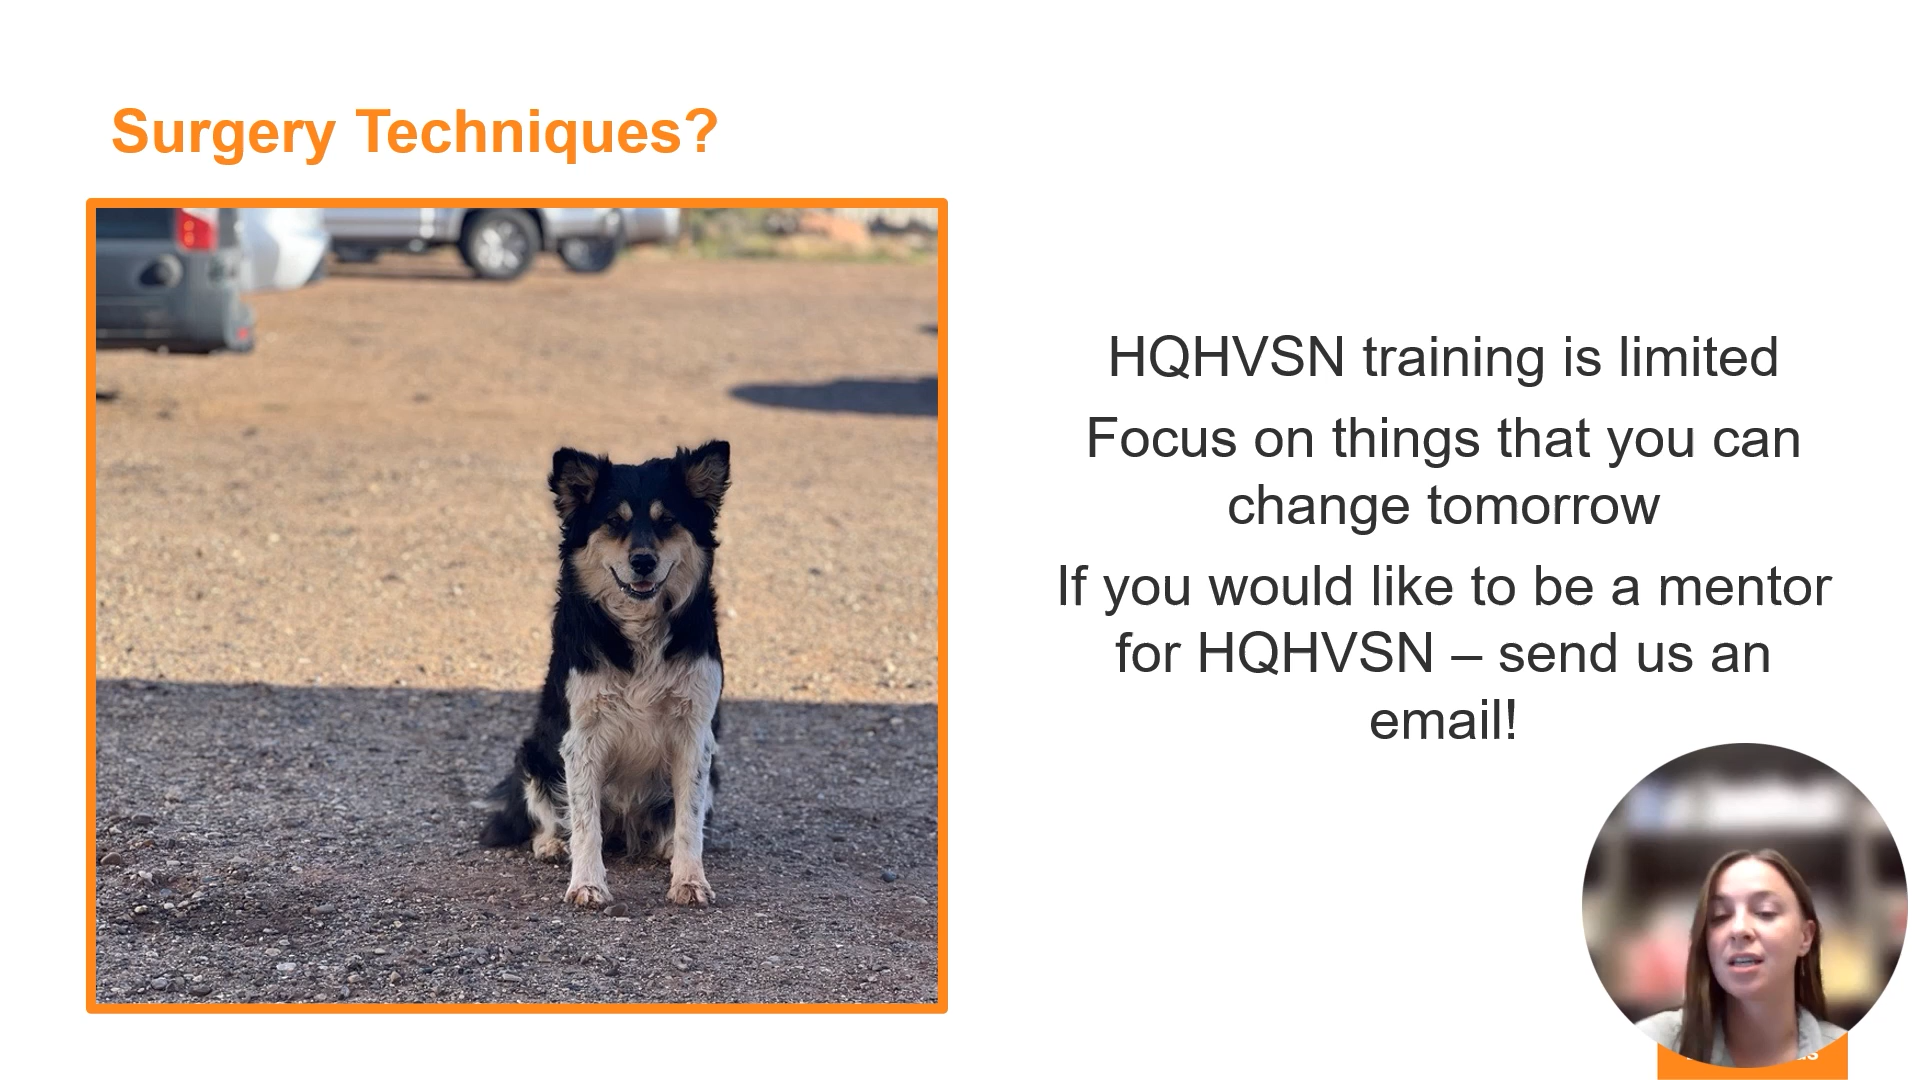 Surgery Techniques?
HQHVSN training is limited
Focus on things that you can
change tomorrow
If you would like to be a mentor
for HQHVSN – send us an
email!